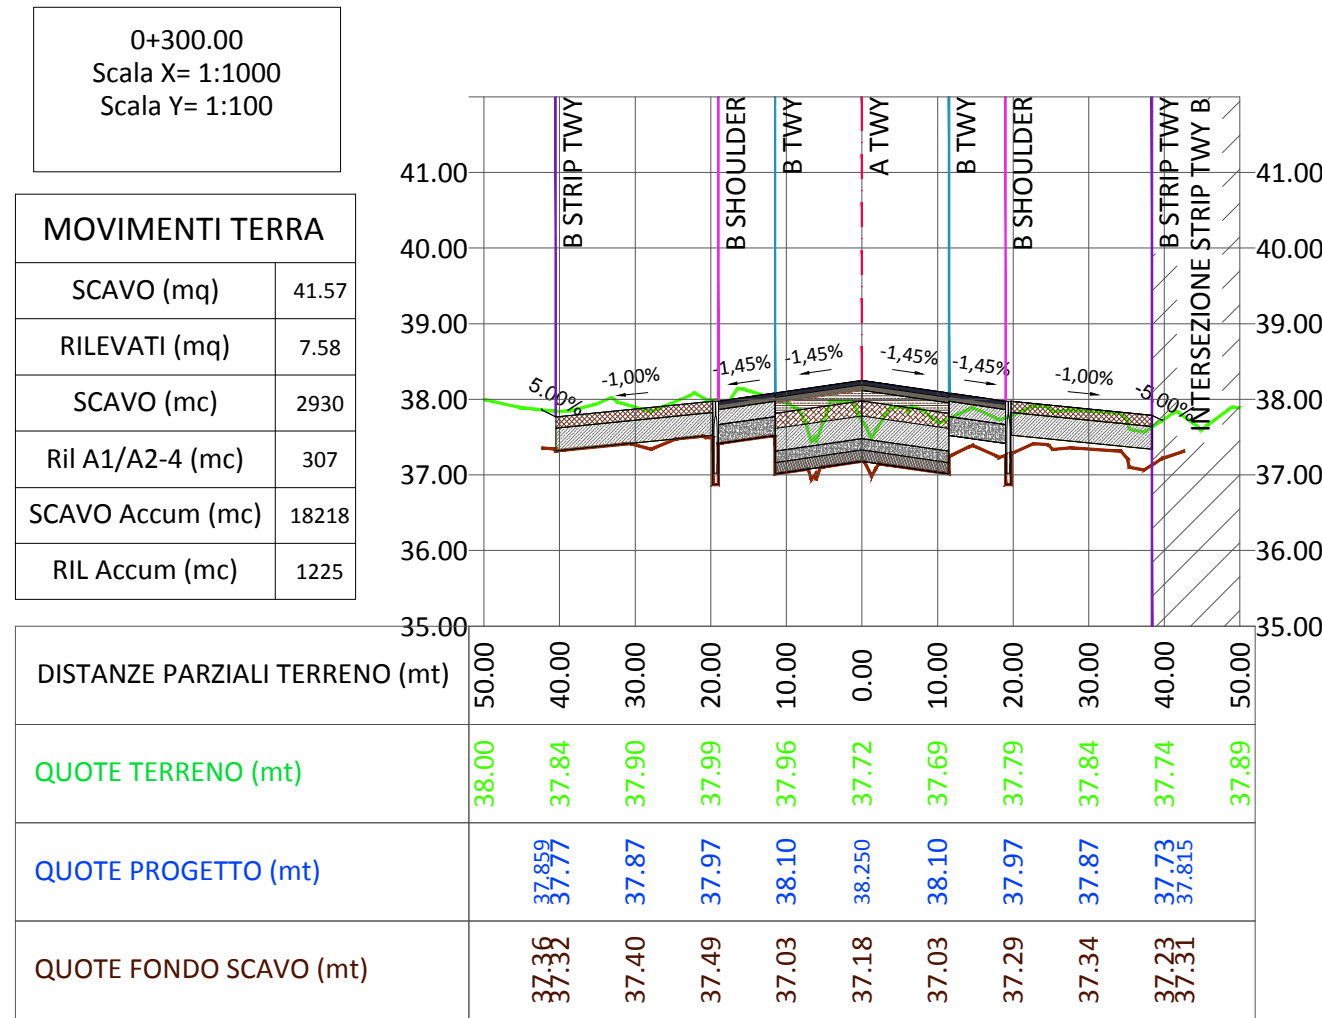 0+300.00
Scala X= 1:1000
Scala Y= 1:100
MOVIMENTI TERRA
SCAVO (mq) 41.57
RILEVATI (mq) 7.58
SCAVO (mc) 2930
Ril A1/A2-4 (mc) 307
SCAVO Accum (mc) 18218
RIL Accum (mc) 1225
B STRIP TWY
B SHOULDER
B TWY
A TWY
B TWY
B SHOULDER
B STRIP TWY
INTERSEZIONE STRIP TWY B
41.00 41.00
40.00 40.00
39.00 39.00
38.00 38.00
37.00 37.00
36.00 36.00
35.00 35.00
5.00% -1,00% -1,45% -1,45% -1,45% -1,45% -1,00% -5.00%
DISTANZE PARZIALI TERRENO (mt) 50.00 40.00 30.00 20.00 10.00 0.00 10.00 20.00 30.00 40.00 50.00
QUOTE TERRENO (mt) 38.00 37.84 37.90 37.99 37.96 37.72 37.69 37.79 37.84 37.74 37.89
QUOTE PROGETTO (mt) 37.859 37.77 37.87 37.97 38.10 38.250 38.10 37.97 37.87 37.73 37.815
QUOTE FONDO SCAVO (mt) 37.36 37.32 37.40 37.49 37.03 37.18 37.03 37.29 37.34 37.23 37.31